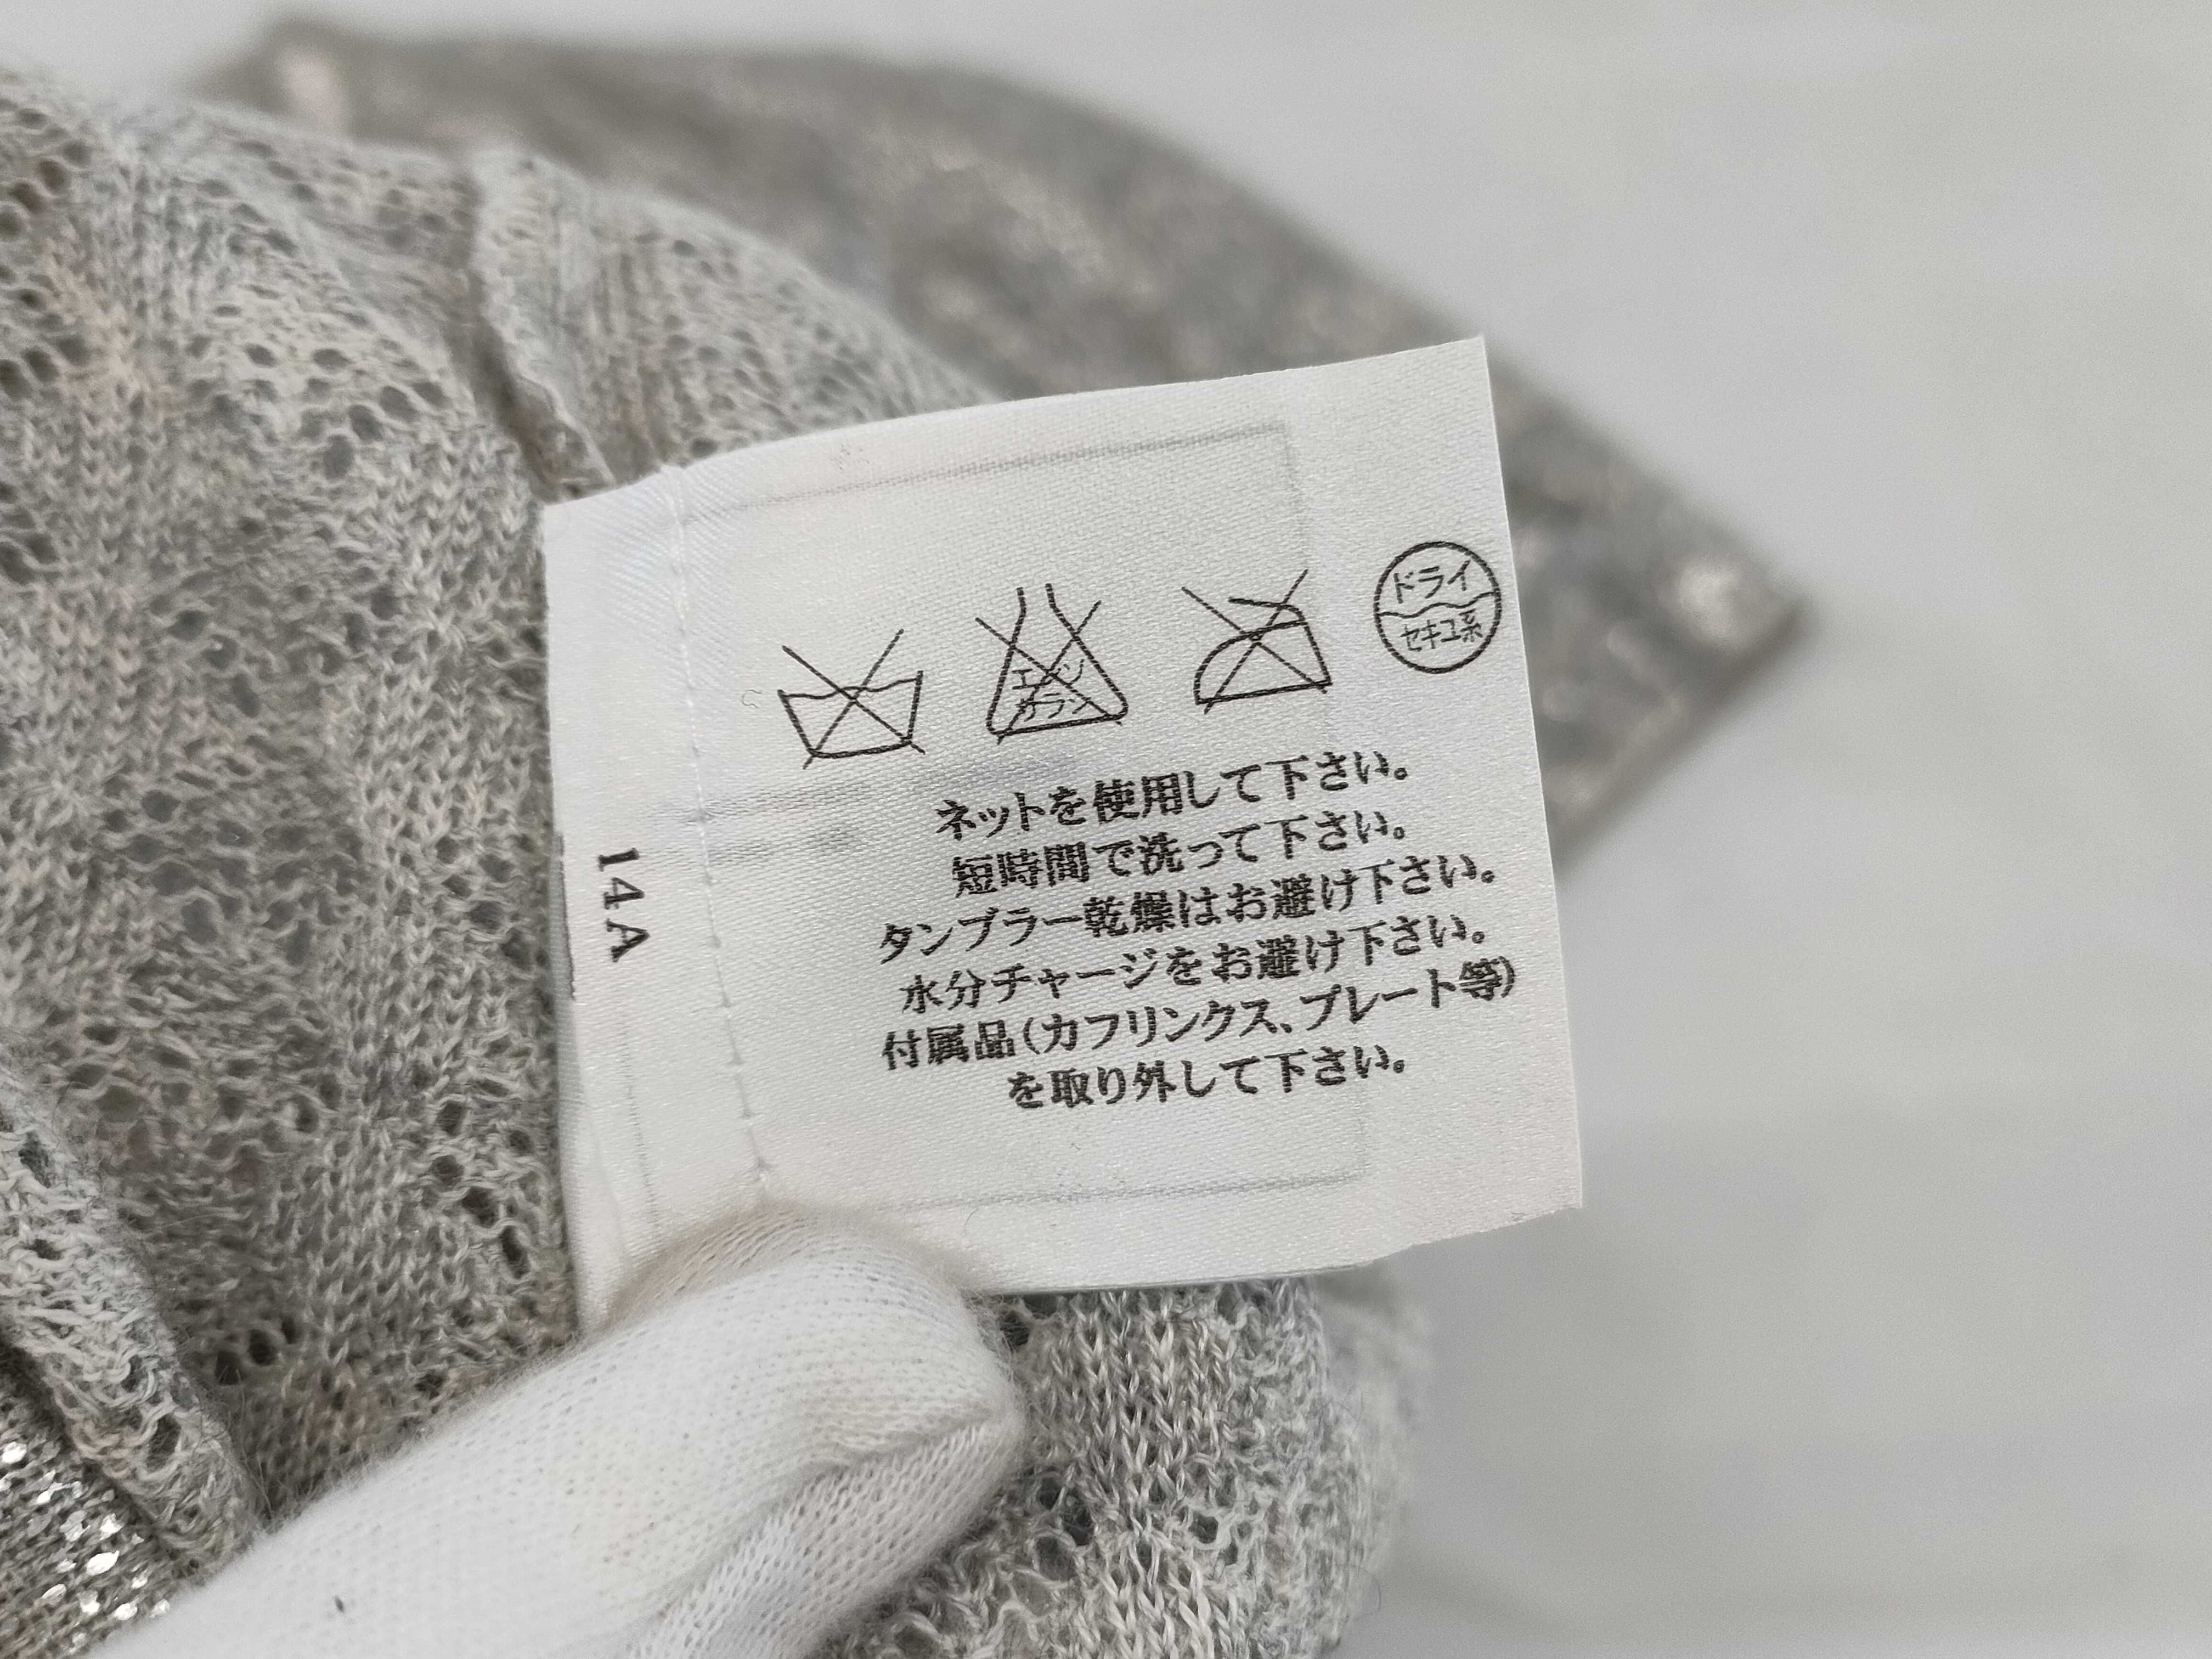 エンソ
サラシ
ドライ
セキユ系
ネットを使用して下さい。
短時間で洗って下さい。
タンブラー乾燥はお避け下さい。
水分チャージをお避け下さい。
付属品(カフリンクス、プレート等)
を取り外して下さい。
14A